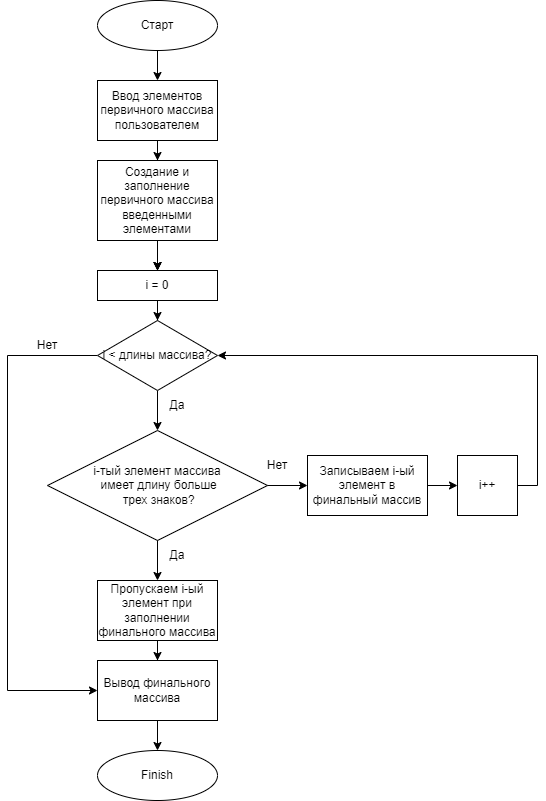 Старт
Ввод элементов
первичного массива
пользователем
Создание и
заполнение
первичного массива
введенными
элементами
i = 0
Нет
i < длины массива?
Да
i-тый элемент массива
имеет длину больше
трех знаков?
Нет
Записываем i-ый
элемент в
финальный массив
i++
Да
Пропускаем i-ый
элемент при
заполнении
финального массива
Вывод финального
массива
Finish